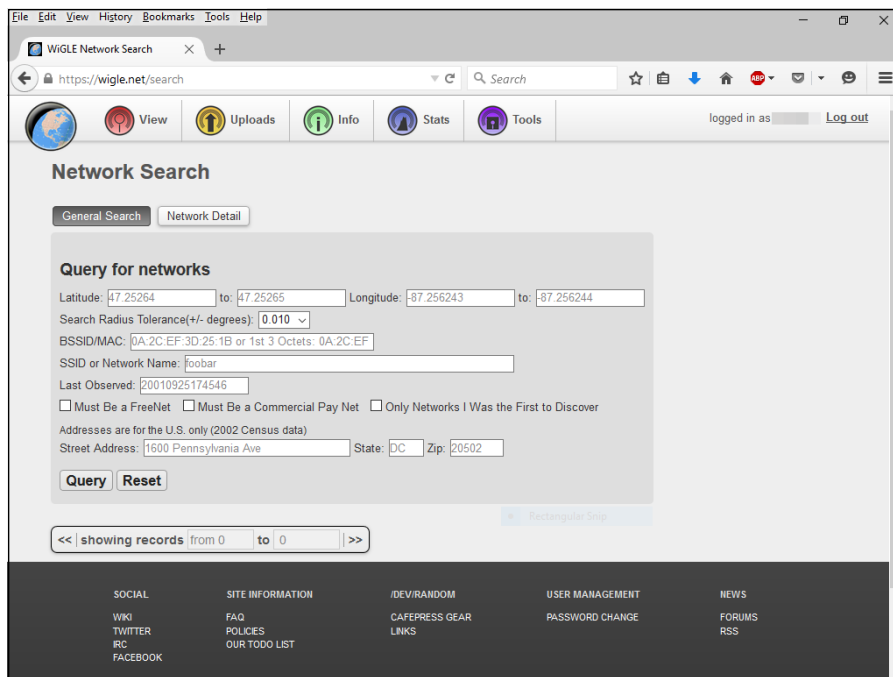 File Edit View History Bookmarks Tools Help
WiGLE Network Search
https://wigle.net/search
Search
ABP
View
Uploads
Info
Stats
Tools
logged in as
Log out
Network Search
General Search
Network Detail
Query for networks
Latitude: 47.25264 to: 47.25265 Longitude: -87.256243 to: -87.256244
Search Radius Tolerance(+/- degrees): 0.010
BSSID/MAC: 0A:2C:EF:3D:25:1B or 1st 3 Octets: 0A:2C:EF
SSID or Network Name: foobar
Last Observed: 20010925174546
Must Be a FreeNet Must Be a Commercial Pay Net Only Networks I Was the First to Discover
Addresses are for the U.S. only (2002 Census data)
Street Address: 1600 Pennsylvania Ave State: DC Zip: 20502
Query Reset
Rectangular Snip
<< showing records from 0 to 0 >>
SOCIAL SITE INFORMATION /DEV/RANDOM USER MANAGEMENT NEWS
WIKI FAQ CAFEPRESS GEAR PASSWORD CHANGE FORUMS
TWITTER POLICIES LINKS RSS
IRC OUR TODO LIST
FACEBOOK